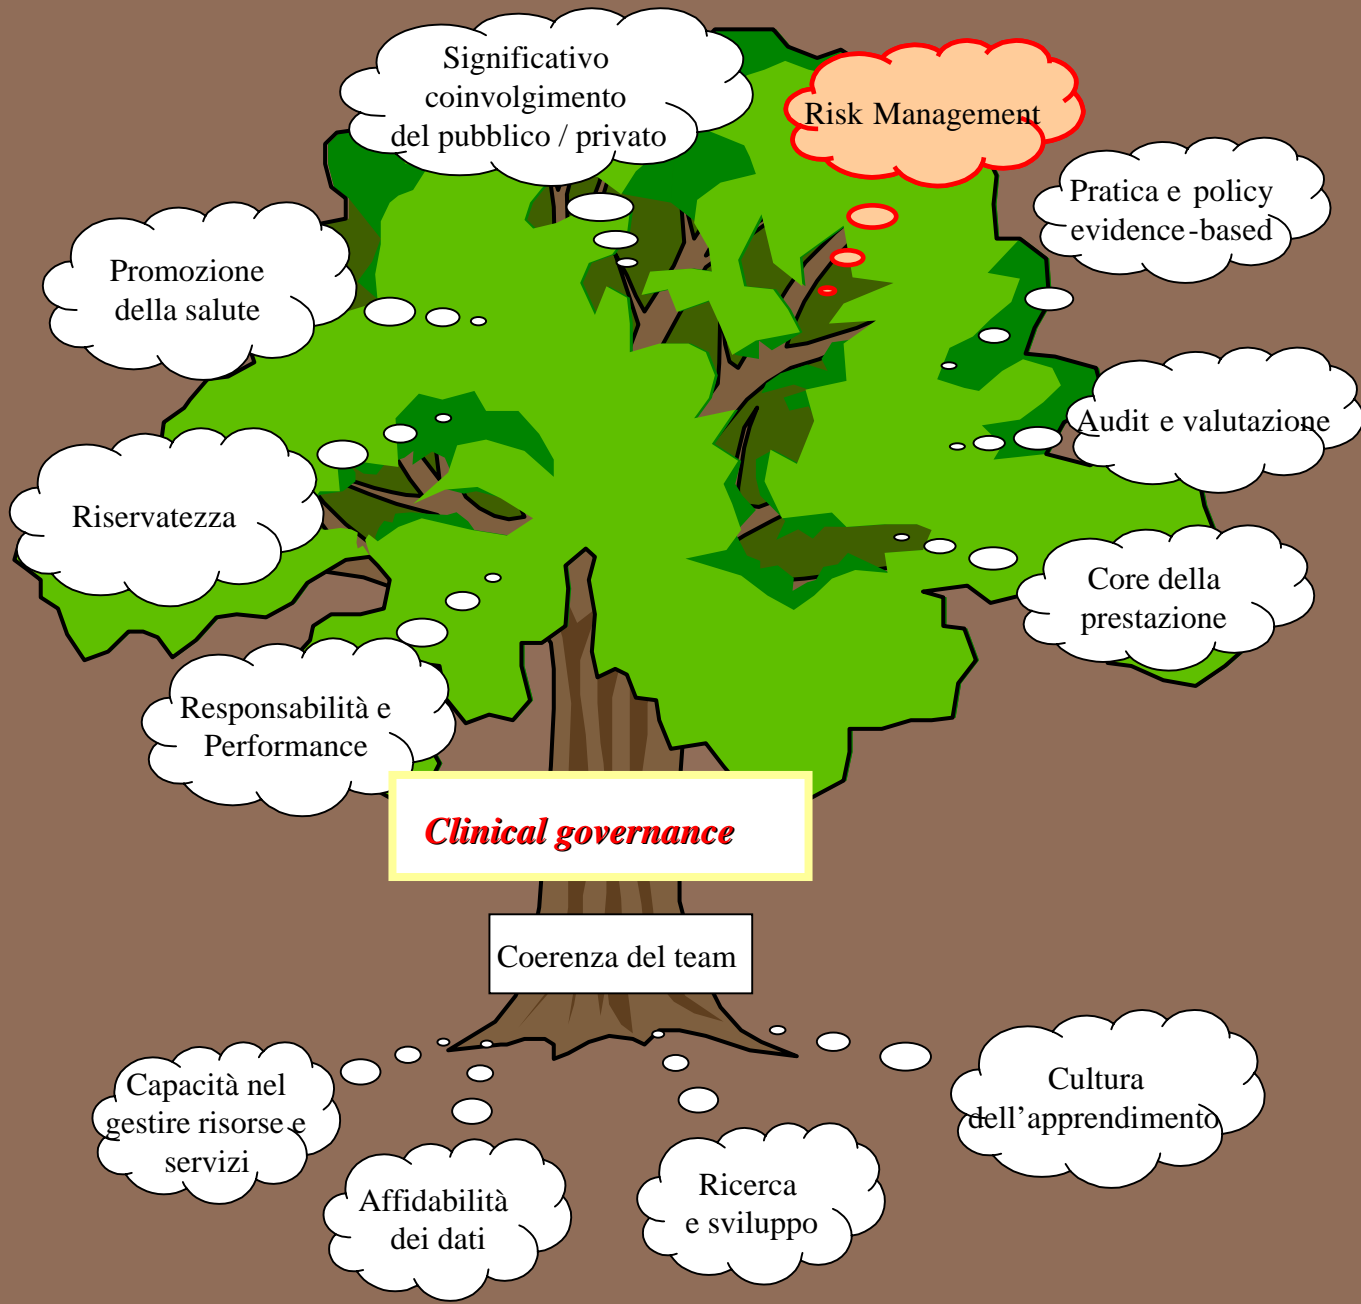 Significativo
coinvolgimento
del pubblico / privato
Risk Management
Pratica e policy
evidence-based
Promozione
della salute
Audit e valutazione
Riservatezza
Core della
prestazione
Responsabilità e
Performance
Clinical governance
Coerenza del team
Capacità nel
gestire risorse e
servizi
Affidabilità
dei dati
Ricerca
e sviluppo
Cultura
dell’apprendimento